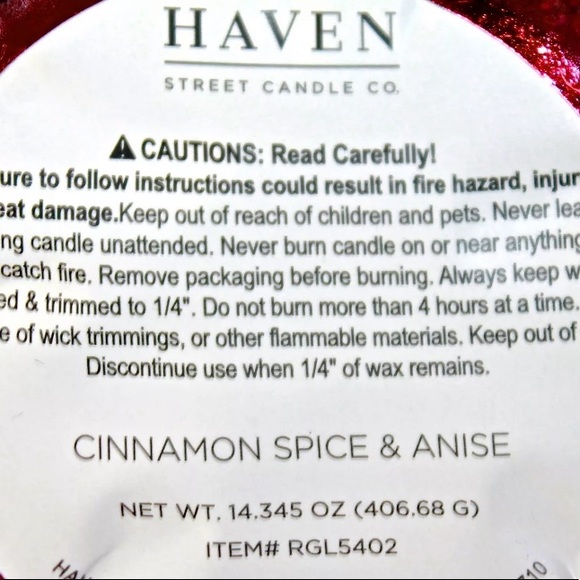 HAVEN
STREET CANDLE CO.
⚠ CAUTIONS: Read Carefully!
ure to follow instructions could result in fire hazard, injur
eat damage.Keep out of reach of children and pets. Never lea
ng candle unattended. Never burn candle on or near anything
catch fire. Remove packaging before burning. Always keep w
ed & trimmed to 1/4". Do not burn more than 4 hours at a time.
e of wick trimmings, or other flammable materials. Keep out of
Discontinue use when 1/4" of wax remains.
CINNAMON SPICE & ANISE
NET WT. 14.345 OZ (406.68 G)
ITEM# RGL5402
HA
710